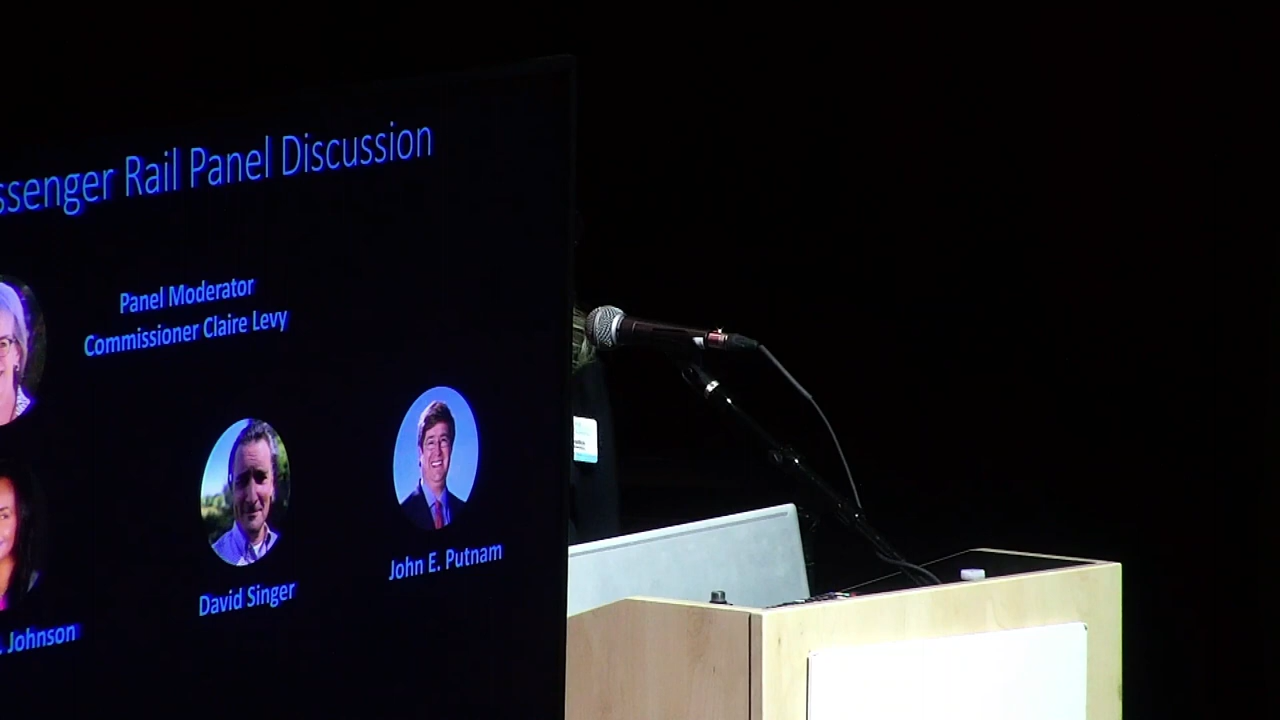 ssenger Rail Panel Discussion
Panel Moderator
Commissioner Claire Levy
David Singer
John E. Putnam
. Johnson